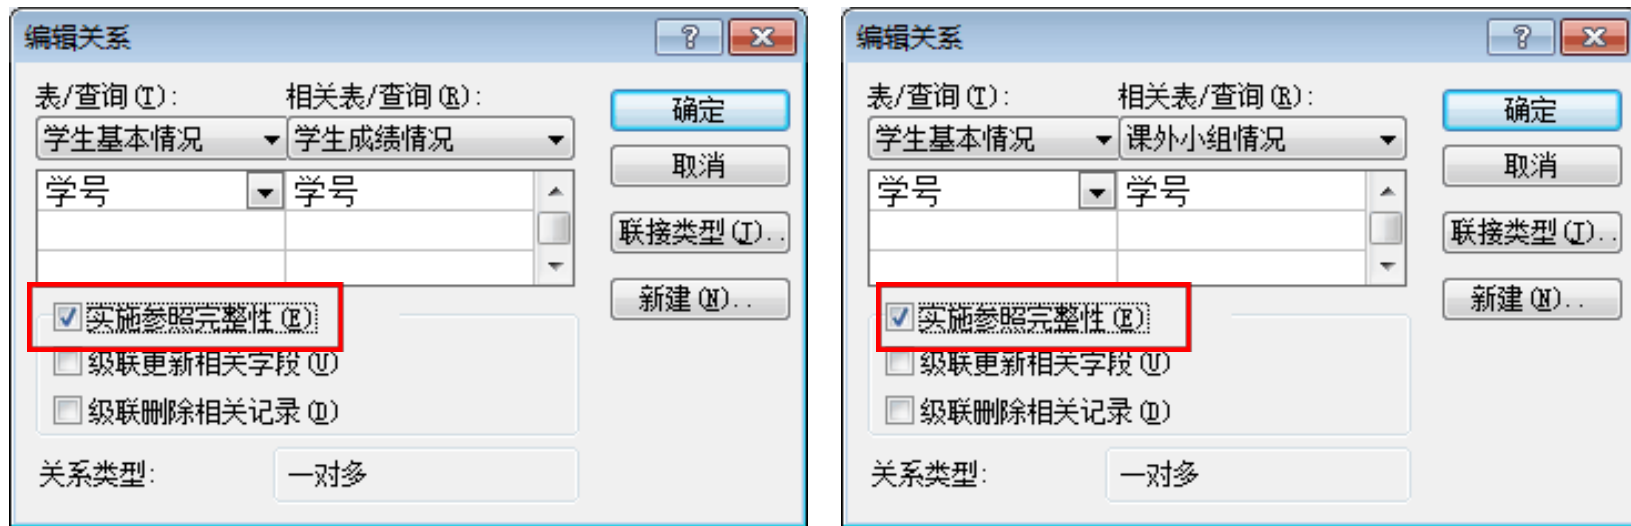 编辑关系
表/查询(T): 相关表/查询(R):
学生基本情况 学生成绩情况
学号 学号
实施参照完整性(E)
级联更新相关字段(U)
级联删除相关记录(D)
关系类型: 一对多
确定
取消
联接类型(J)..
新建(N)..
编辑关系
表/查询(T): 相关表/查询(R):
学生基本情况 课外小组情况
学号 学号
实施参照完整性(E)
级联更新相关字段(U)
级联删除相关记录(D)
关系类型: 一对多
确定
取消
联接类型(J)..
新建(N)..